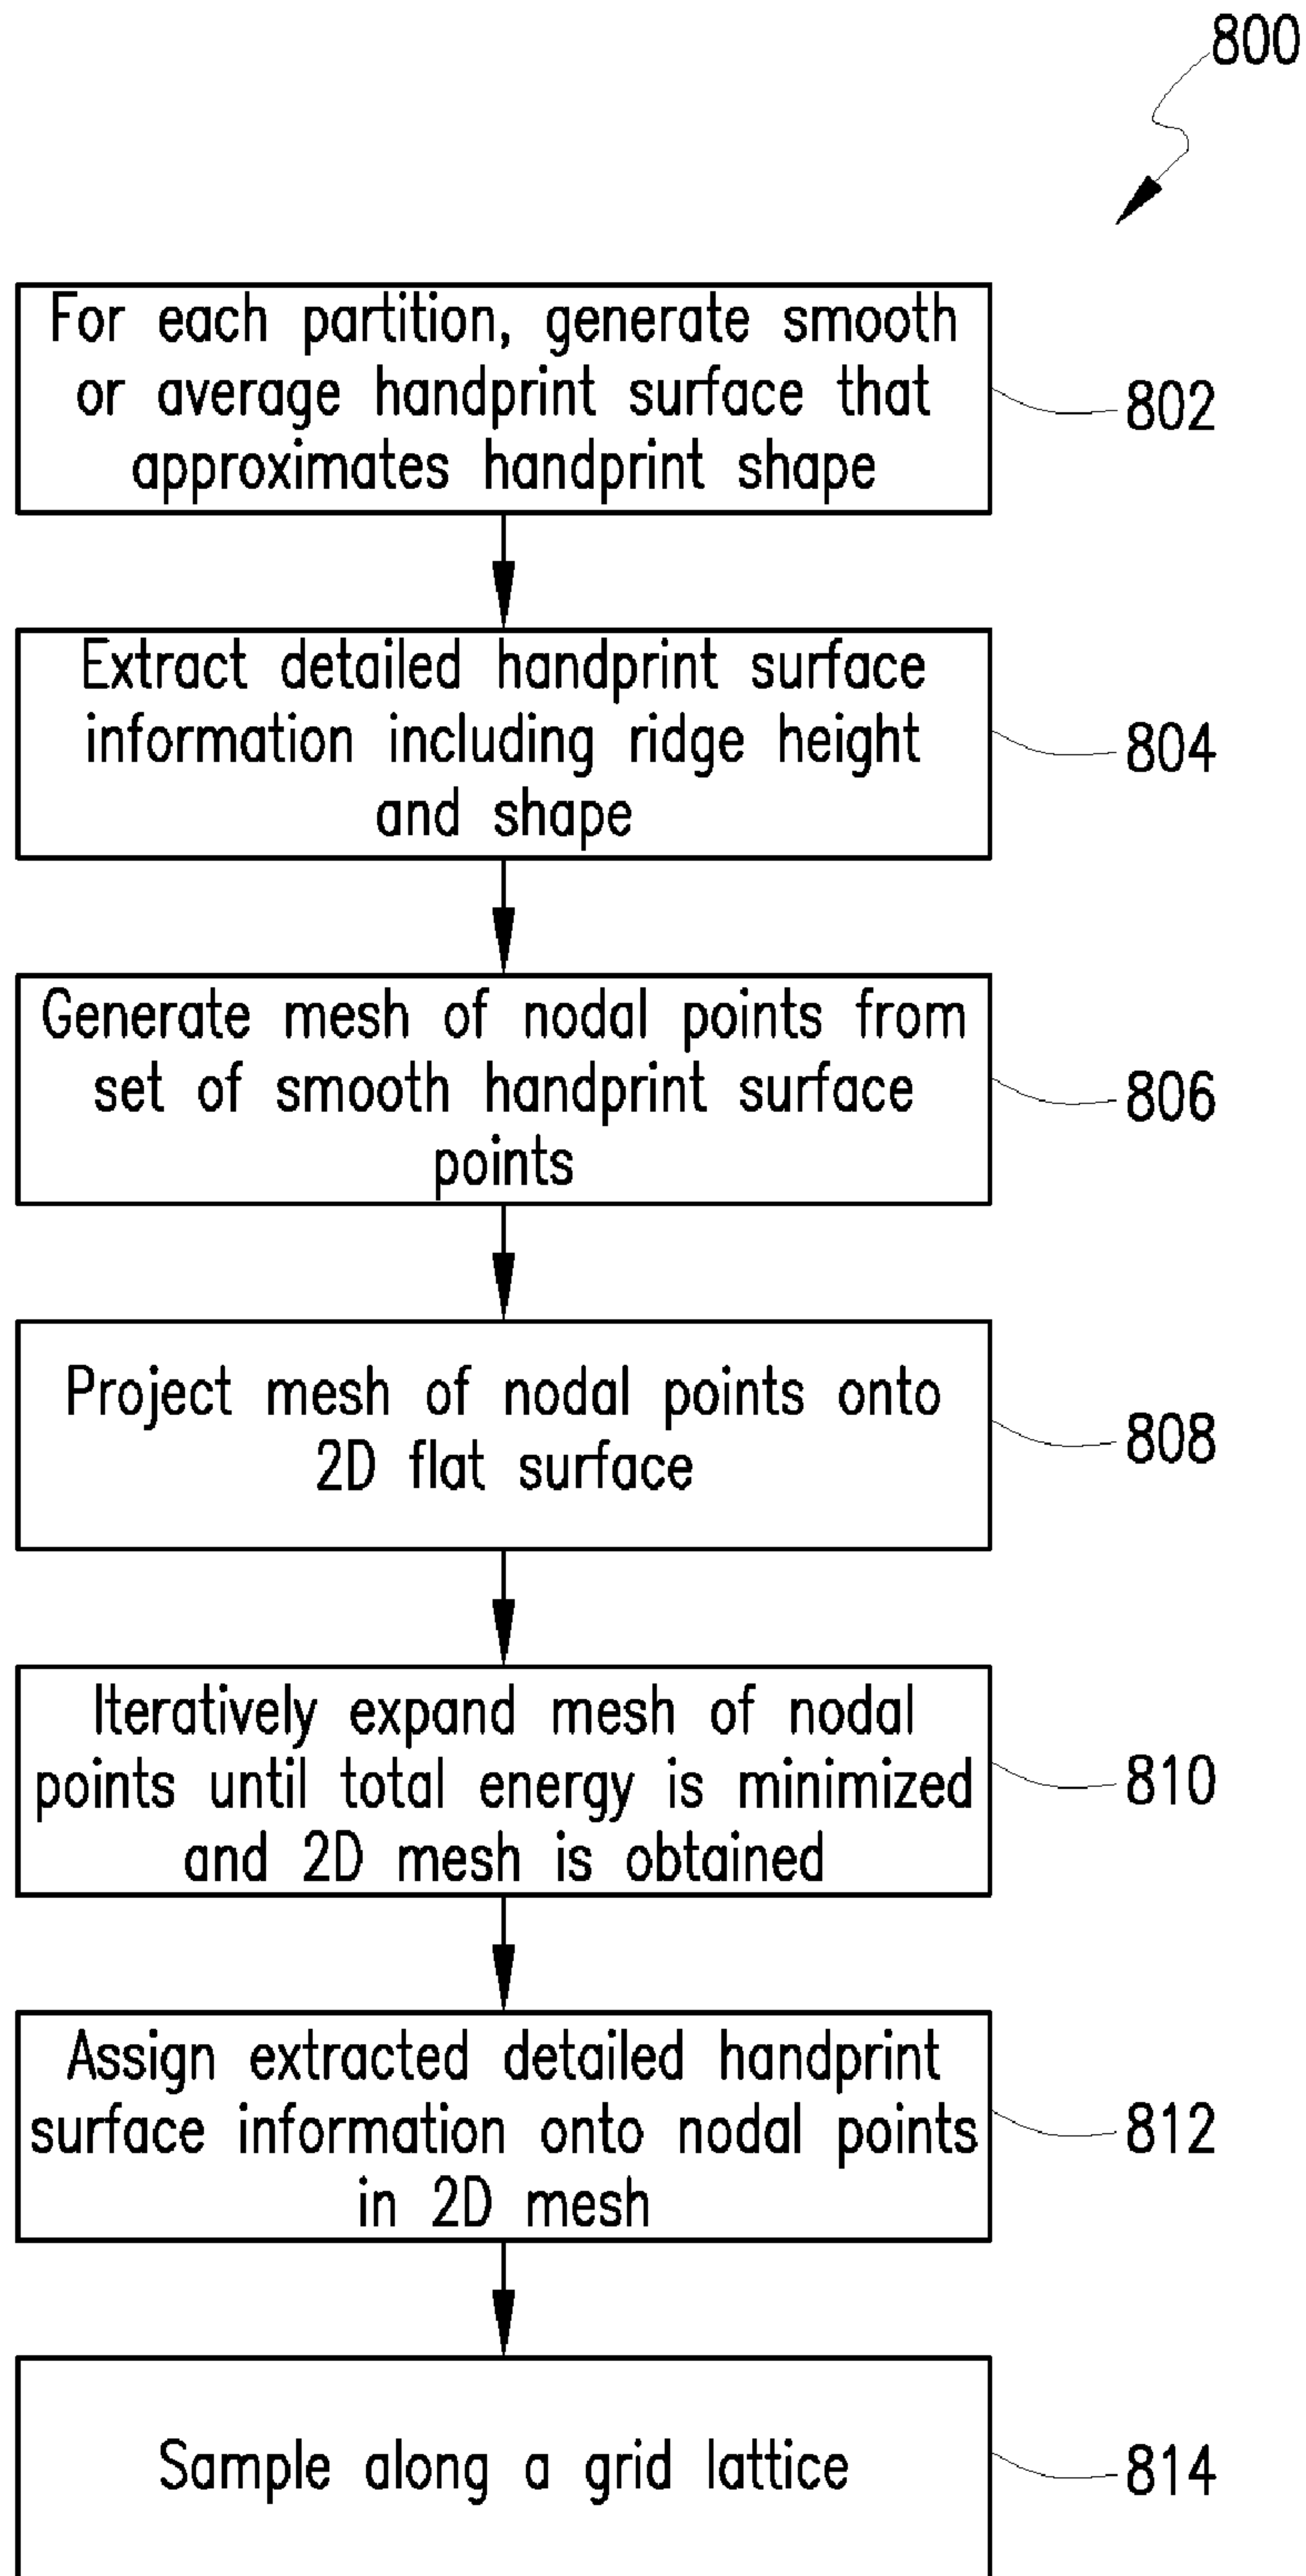 800
For each partition, generate smooth
or average handprint surface that
approximates handprint shape
802
Extract detailed handprint surface
information including ridge height
and shape
804
Generate mesh of nodal points from
set of smooth handprint surface
points
806
Project mesh of nodal points onto
2D flat surface
808
Iteratively expand mesh of nodal
points until total energy is minimized
and 2D mesh is obtained
810
Assign extracted detailed handprint
surface information onto nodal points
in 2D mesh
812
Sample along a grid lattice
814